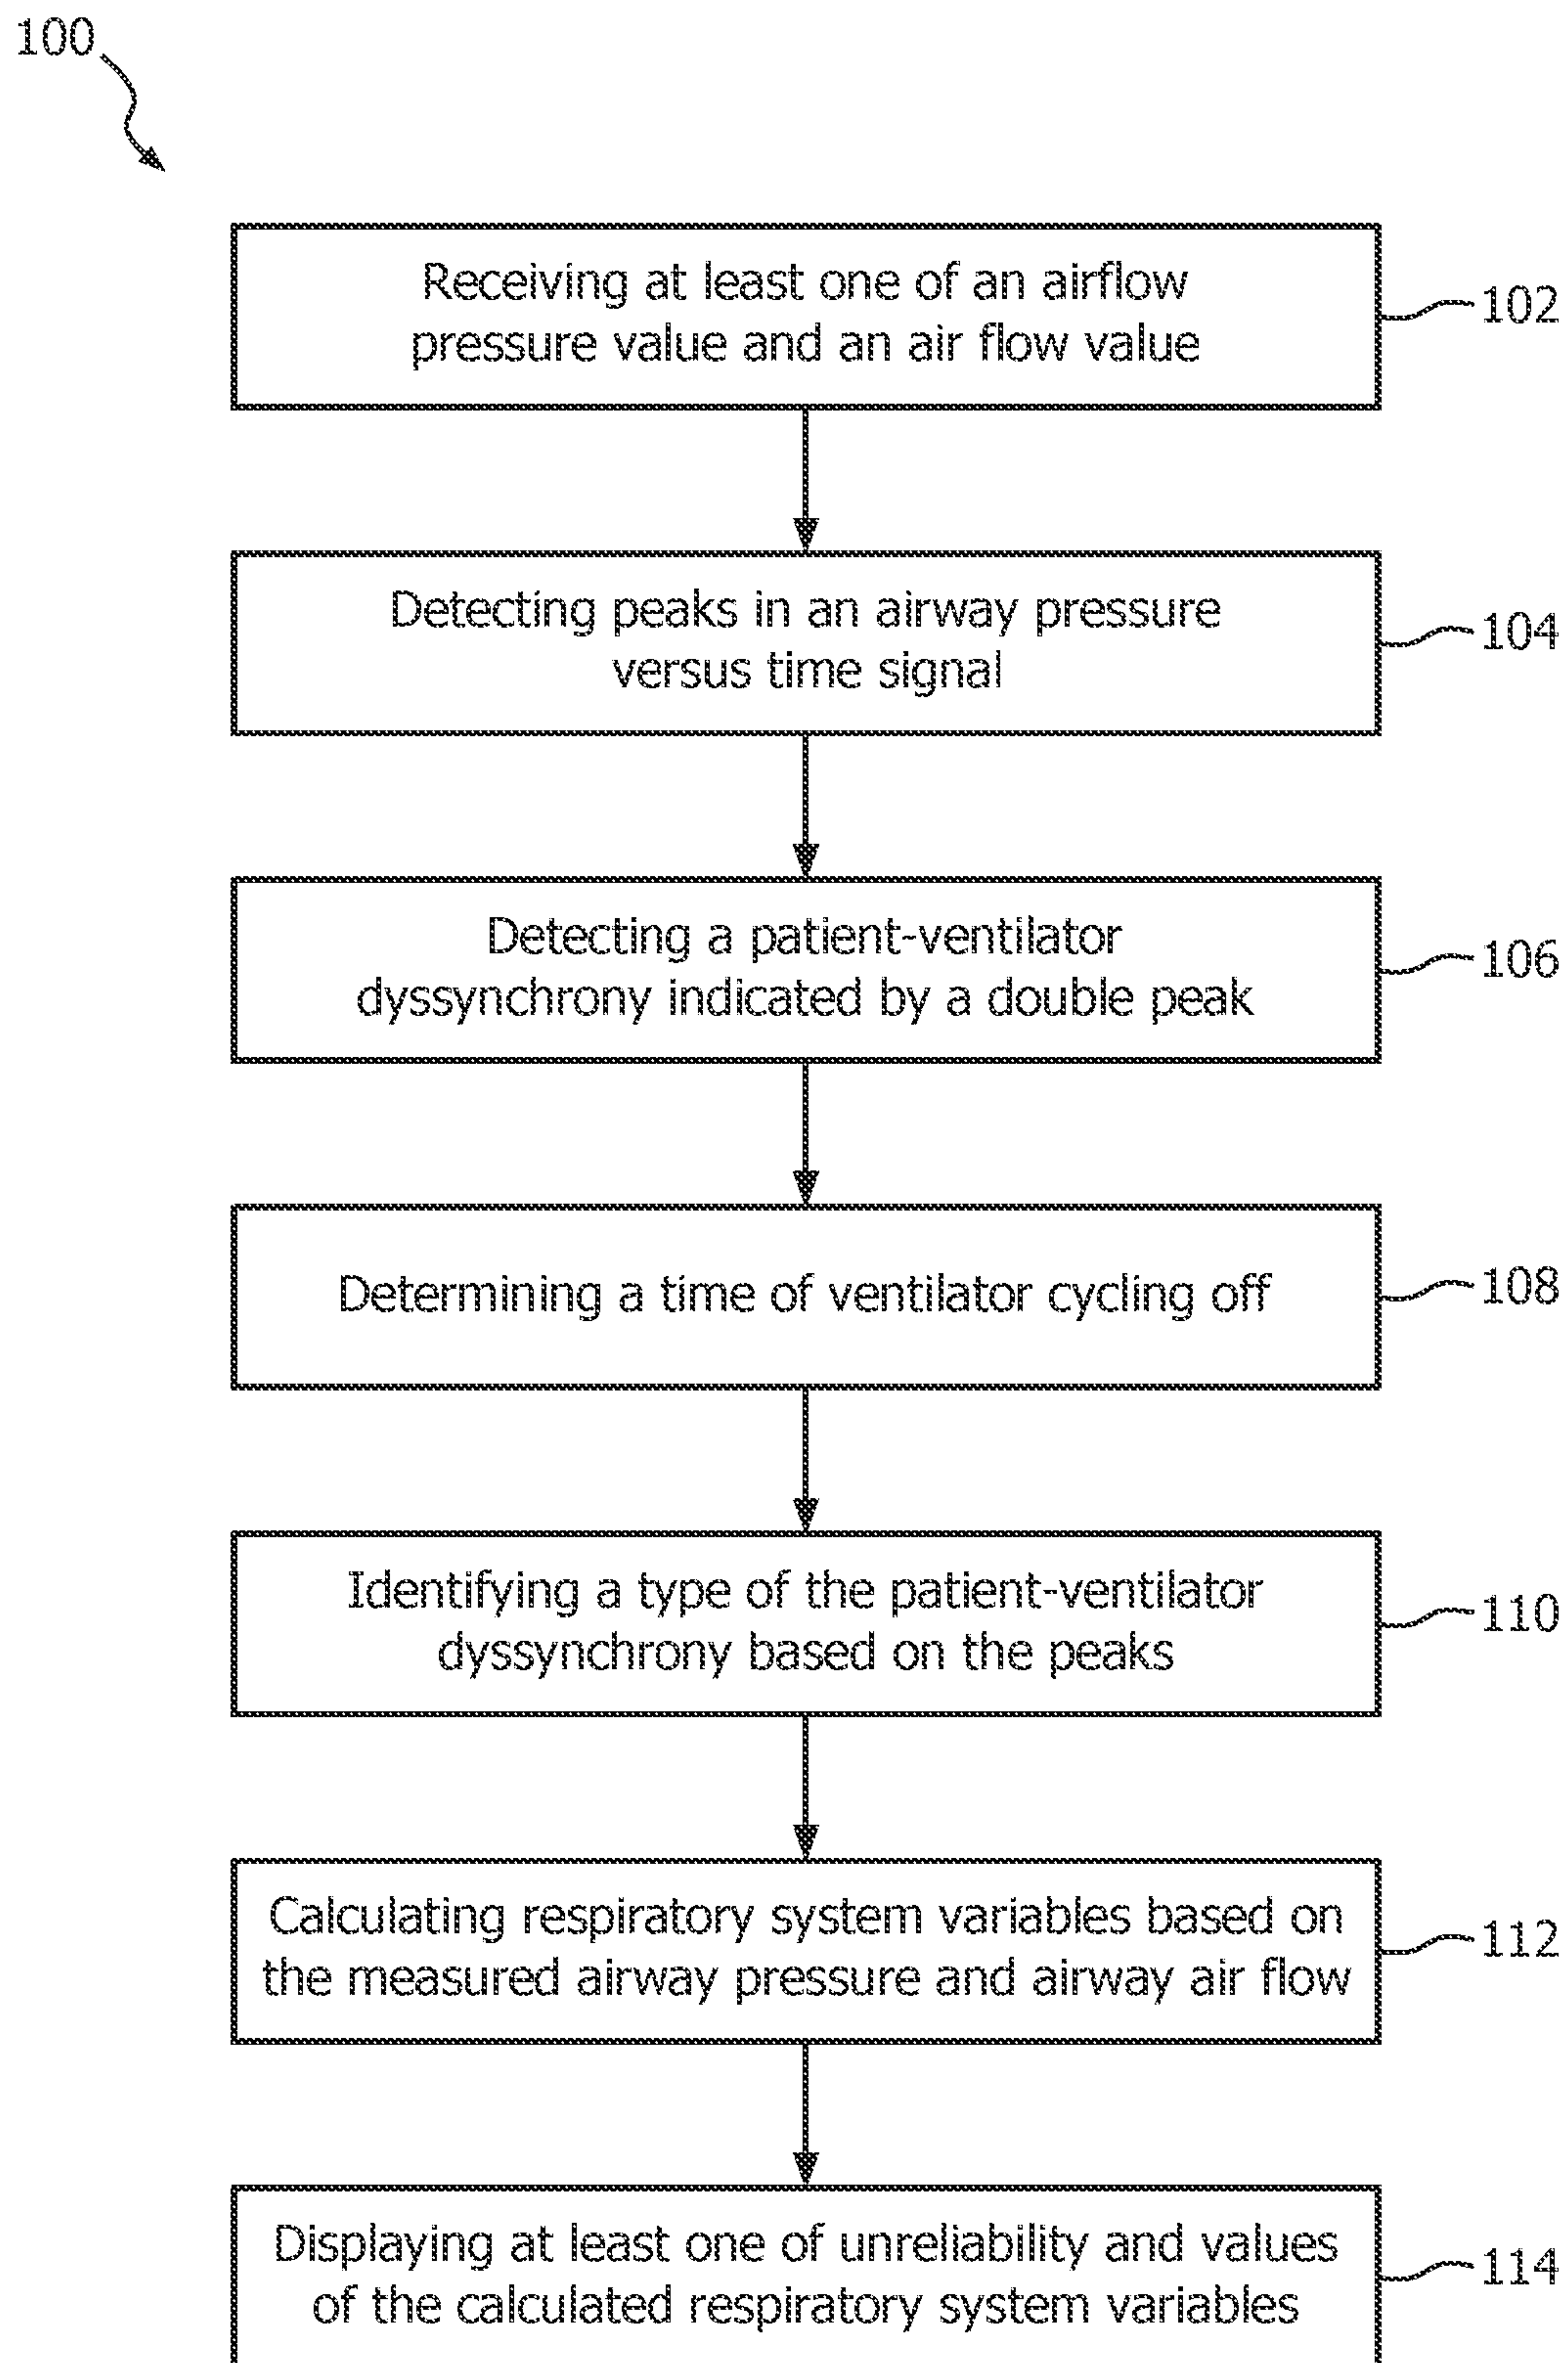 100
Receiving at least one of an airflow
pressure value and an air flow value
102
Detecting peaks in an airway pressure
versus time signal
104
Detecting a patient-ventilator
dyssynchrony indicated by a double peak
106
Determining a time of ventilator cycling off
108
Identifying a type of the patient-ventilator
dyssynchrony based on the peaks
110
Calculating respiratory system variables based on
the measured airway pressure and airway air flow
112
Displaying at least one of unreliability and values
of the calculated respiratory system variables
114